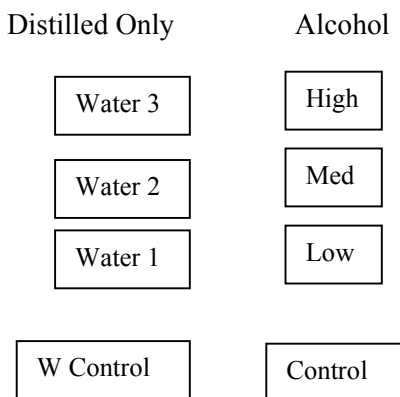 Distilled Only Alcohol
Water 3 High
Water 2 Med
Water 1 Low
W Control Control